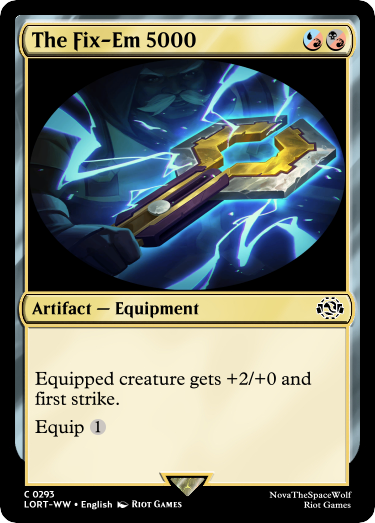 The Fix-Em 5000
Artifact — Equipment
Equipped creature gets +2/+0 and
first strike.
Equip 1
C 0293
LORT-WW • English Riot Games
NovaTheSpaceWolf
Riot Games